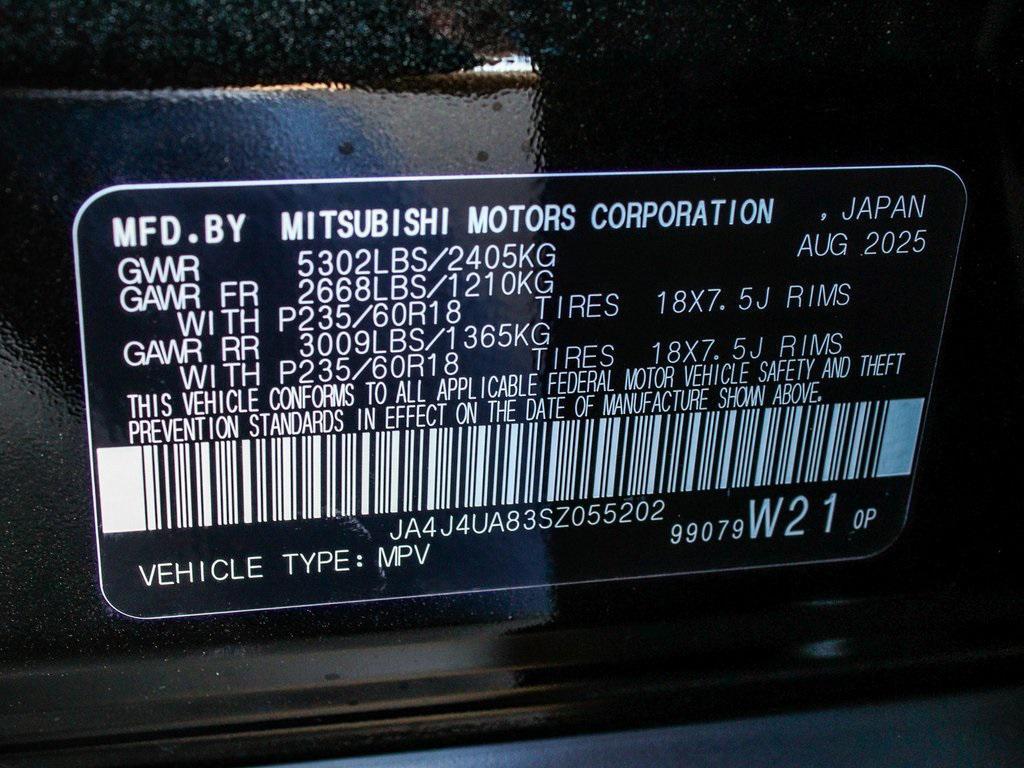 MFD.BY MITSUBISHI MOTORS CORPORATION , JAPAN
AUG 2025
GVWR 5302LBS/2405KG
GAWR FR 2668LBS/1210KG
WITH P235/60R18 TIRES 18X7.5J RIMS
GAWR RR 3009LBS/1365KG
WITH P235/60R18 TIRES 18X7.5J RIMS
THIS VEHICLE CONFORMS TO ALL APPLICABLE FEDERAL MOTOR VEHICLE SAFETY AND THEFT
PREVENTION STANDARDS IN EFFECT ON THE DATE OF MANUFACTURE SHOWN ABOVE.
JA4J4UA83SZ055202
99079 W21 0P
VEHICLE TYPE: MPV